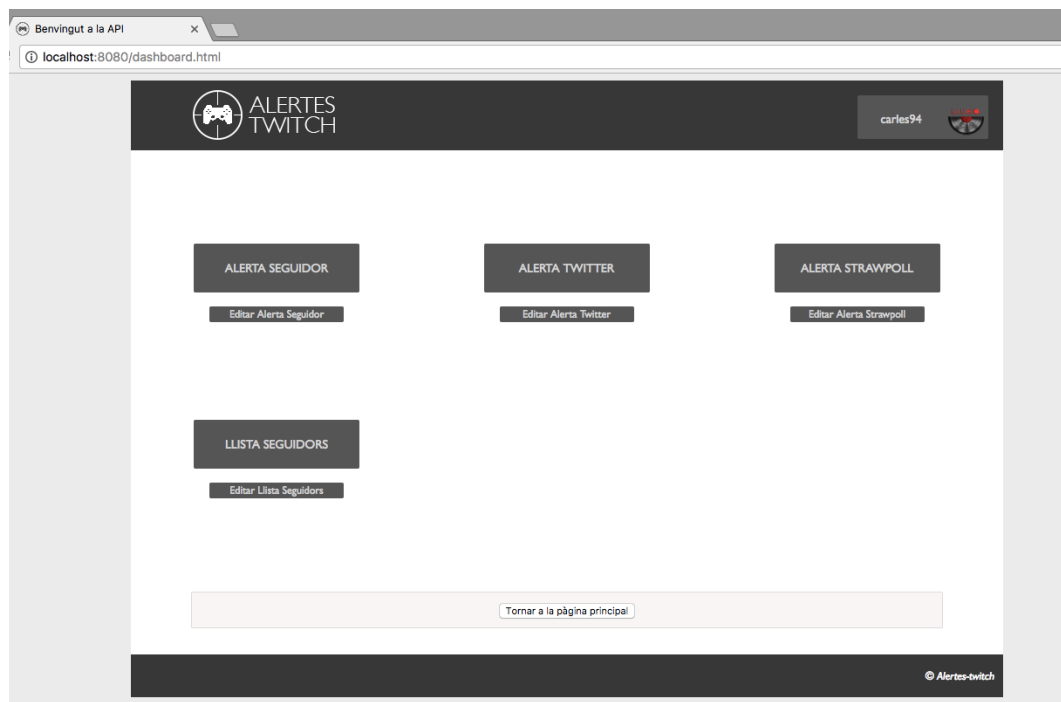 Benvingut a la API
localhost:8080/dashboard.html
ALERTES
TWITCH
carles94
ALERTA SEGUIDOR
ALERTA TWITTER
ALERTA STRAWPOLL
Editar Alerta Seguidor
Editar Alerta Twitter
Editar Alerta Strawpoll
LLISTA SEGUIDORS
Editar Llista Seguidors
Tornar a la pàgina principal
© Alertes-twitch